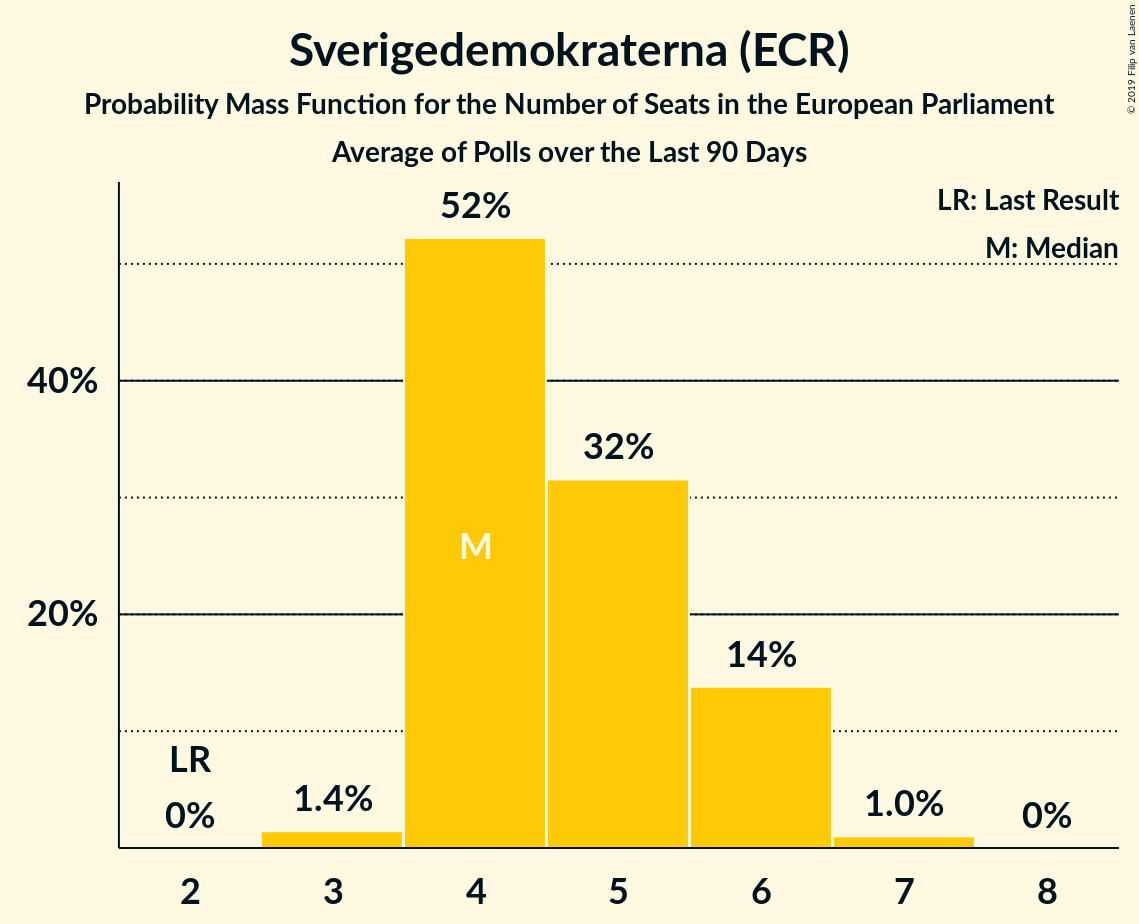 Sverigedemokraterna (ECR)
Probability Mass Function for the Number of Seats in the European Parliament
Average of Polls over the Last 90 Days
© 2019 Filip van Laenen
LR: Last Result
M: Median
52%
40%
32%
M
20%
14%
LR
0%
1.4%
1.0%
0%
2 3 4 5 6 7 8